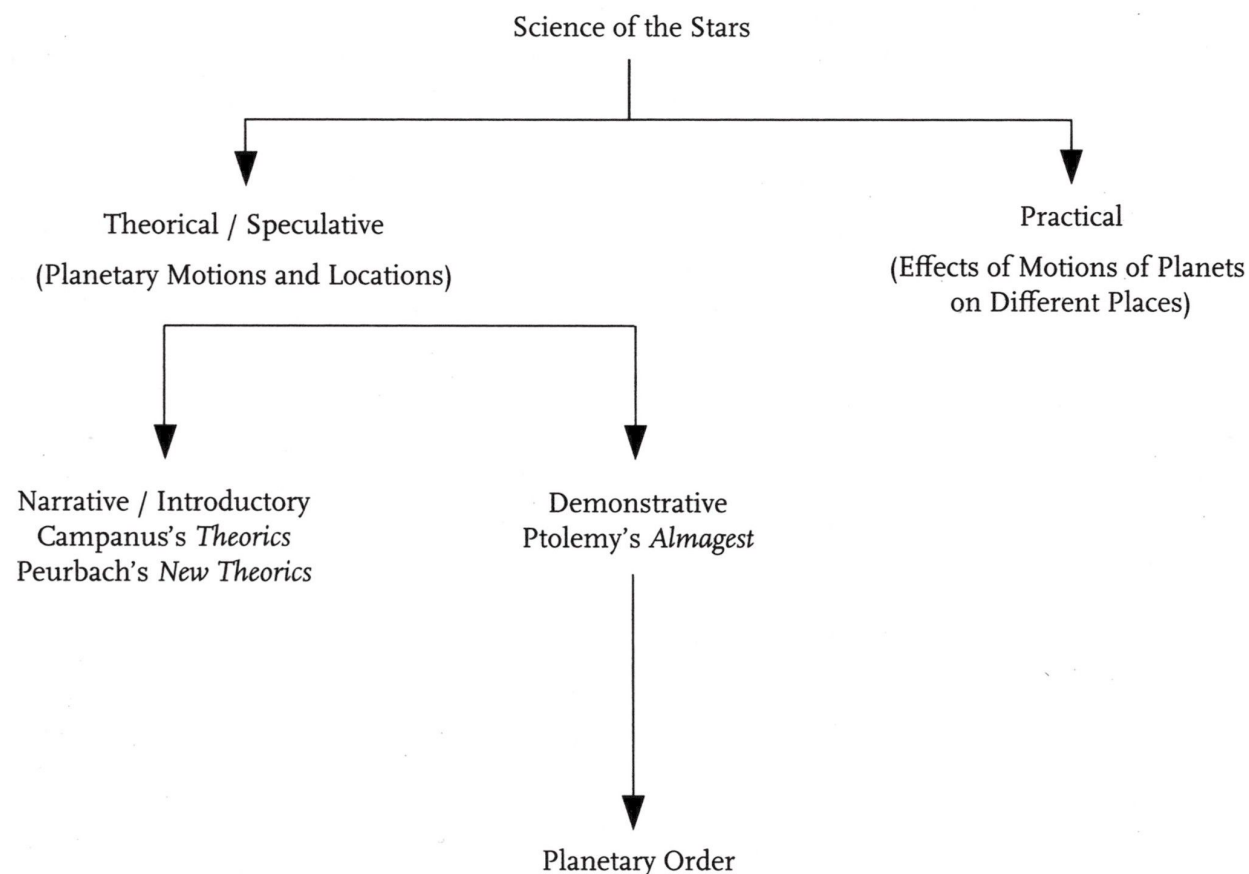 Science of the Stars
Theorical / Speculative
(Planetary Motions and Locations)
Practical
(Effects of Motions of Planets
on Different Places)
Narrative / Introductory
Campanus's Theorics
Peurbach's New Theorics
Demonstrative
Ptolemy's Almagest
Planetary Order